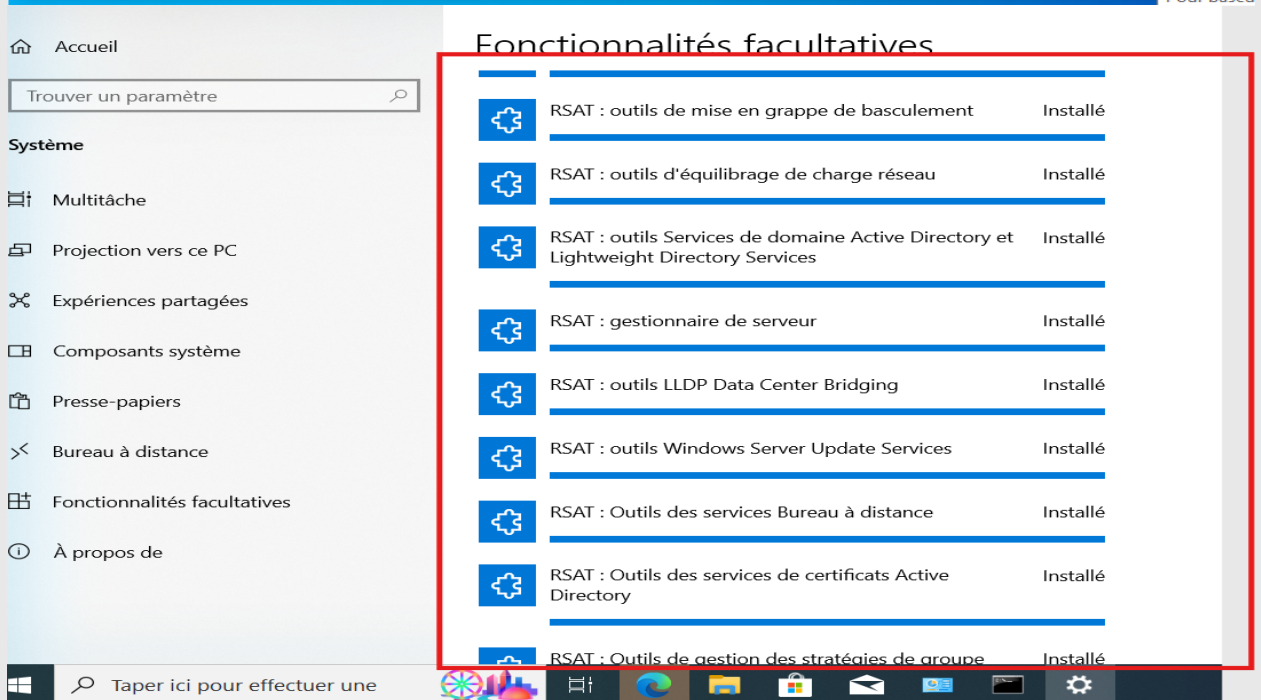 Accueil
Trouver un paramètre
Système
Multitâche
Projection vers ce PC
Expériences partagées
Composants système
Presse-papiers
Bureau à distance
Fonctionnalités facultatives
À propos de
Fonctionnalités facultatives
RSAT : outils de mise en grappe de basculement Installé
RSAT : outils d'équilibrage de charge réseau Installé
RSAT : outils Services de domaine Active Directory et Installé
Lightweight Directory Services
RSAT : gestionnaire de serveur Installé
RSAT : outils LLDP Data Center Bridging Installé
RSAT : outils Windows Server Update Services Installé
RSAT : Outils des services Bureau à distance Installé
RSAT : Outils des services de certificats Active Installé
Directory
RSAT : Outils de gestion des stratégies de groupe Installé
Taper ici pour effectuer une